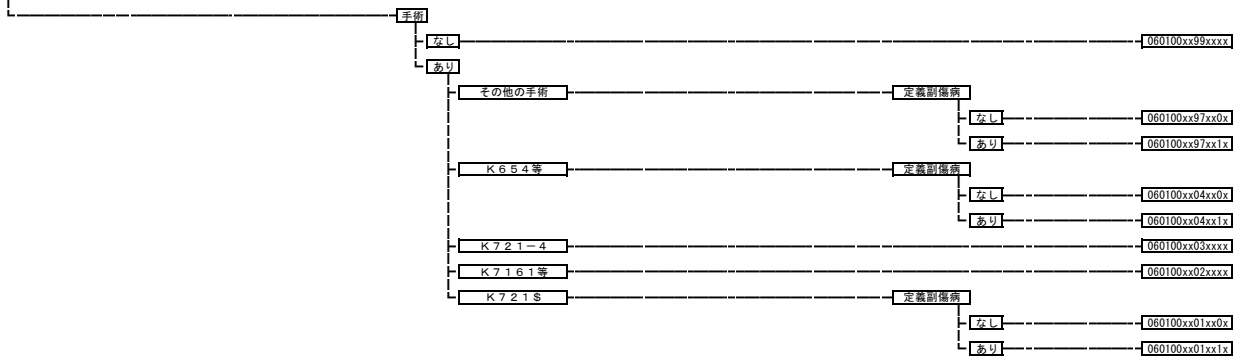 手術
なし 060100xx99xxxx
あり
その他の手術 定義副傷病
なし 060100xx97xx0x
あり 060100xx97xx1x
Ｋ６５４等 定義副傷病
なし 060100xx04xx0x
あり 060100xx04xx1x
Ｋ７２１－４ 060100xx03xxxx
Ｋ７１６１等 060100xx02xxxx
Ｋ７２１＄ 定義副傷病
なし 060100xx01xx0x
あり 060100xx01xx1x